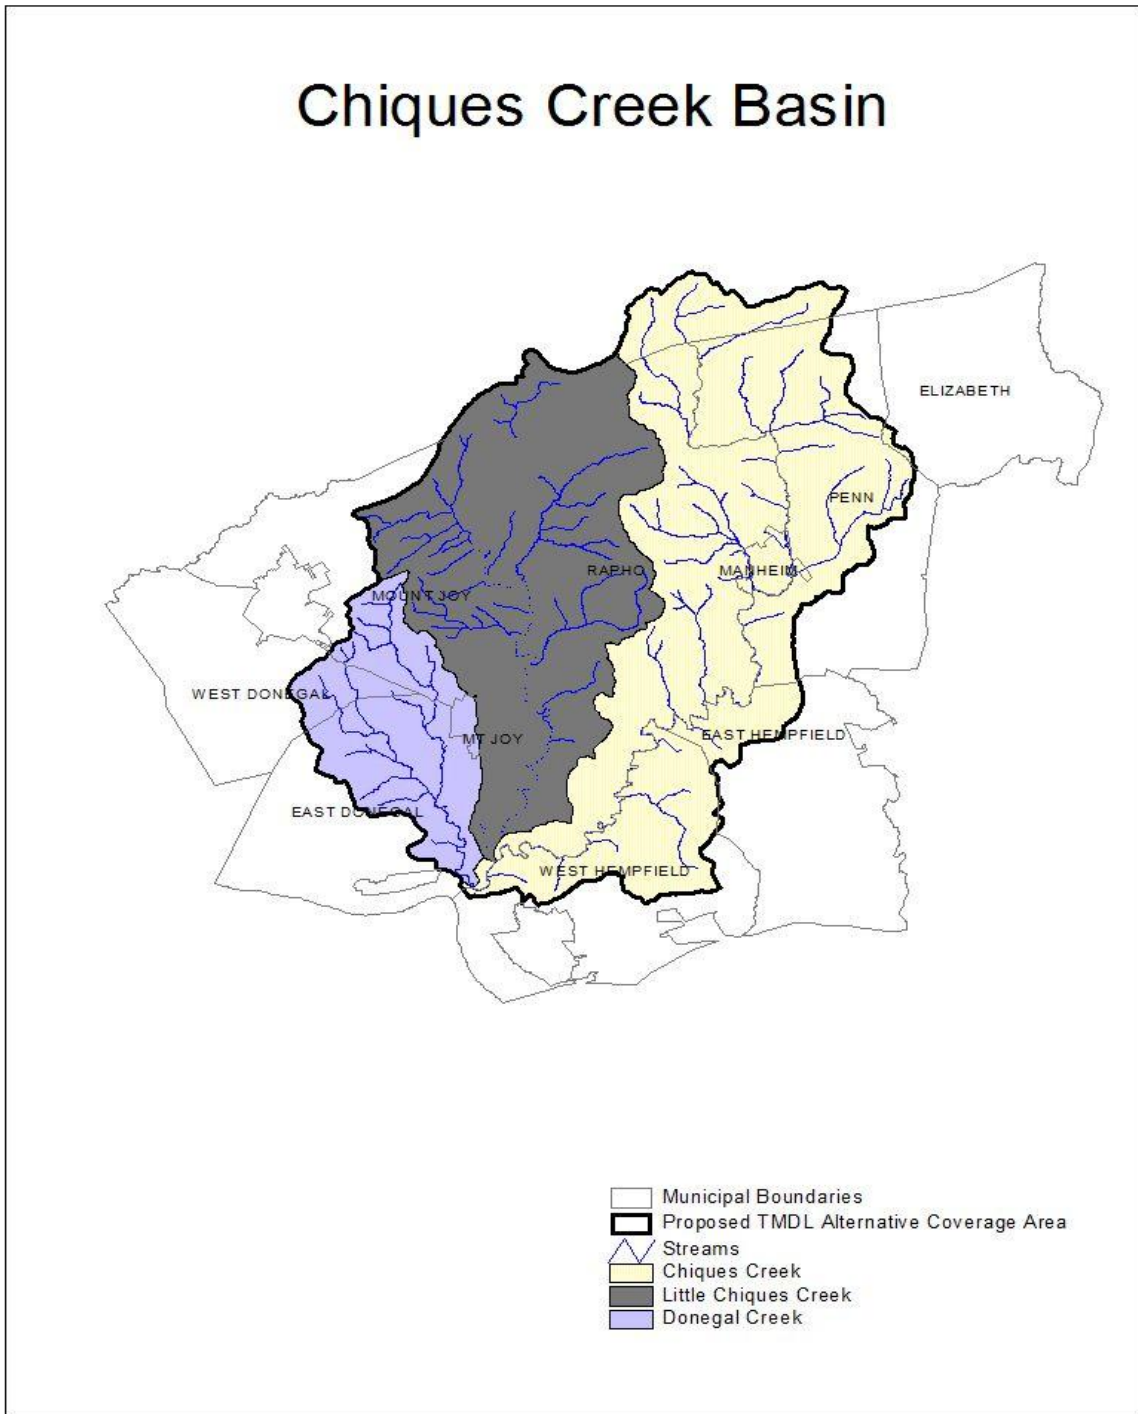 Chiques Creek Basin
ELIZABETH
PENN
RAPHO
MANHEIM
MOUNT JOY
WEST DONEGAL
MT JOY
EAST HEMPFIELD
EAST DONEGAL
WEST HEMPFIELD
Municipal Boundaries
Proposed TMDL Alternative Coverage Area
Streams
Chiques Creek
Little Chiques Creek
Donegal Creek